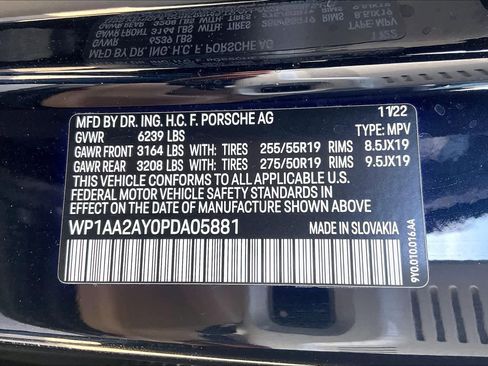 MFD BY DR. ING. H.C. F. PORSCHE AG 11/22
GVWR 6239 LBS TYPE: MPV
GAWR FRONT 3164 LBS WITH TIRES 255/55R19 RIMS 8.5JX19
GAWR REAR 3208 LBS WITH TIRES 275/50R19 RIMS 9.5JX19
THIS VEHICLE CONFORMS TO ALL APPLICABLE U.S.
FEDERAL MOTOR VEHICLE SAFETY STANDARDS
IN EFFECT ON THE DATE OF MANUFACTURE SHOWN ABOVE.
WP1AA2AY0PDA05881 MADE IN SLOVAKIA
9Y0.010.016.AA